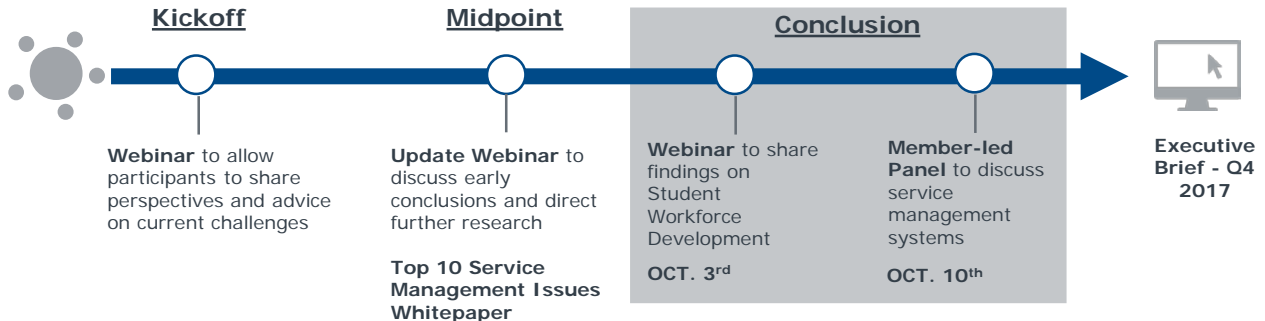 Kickoff
Midpoint
Conclusion
Webinar to allow
participants to share
perspectives and advice
on current challenges
Update Webinar to
discuss early
conclusions and direct
further research
Top 10 Service
Management Issues
Whitepaper
Webinar to share
findings on
Student
Workforce
Development
OCT. 3rd
Member-led
Panel to discuss
service
management
systems
OCT. 10th
Executive
Brief - Q4
2017